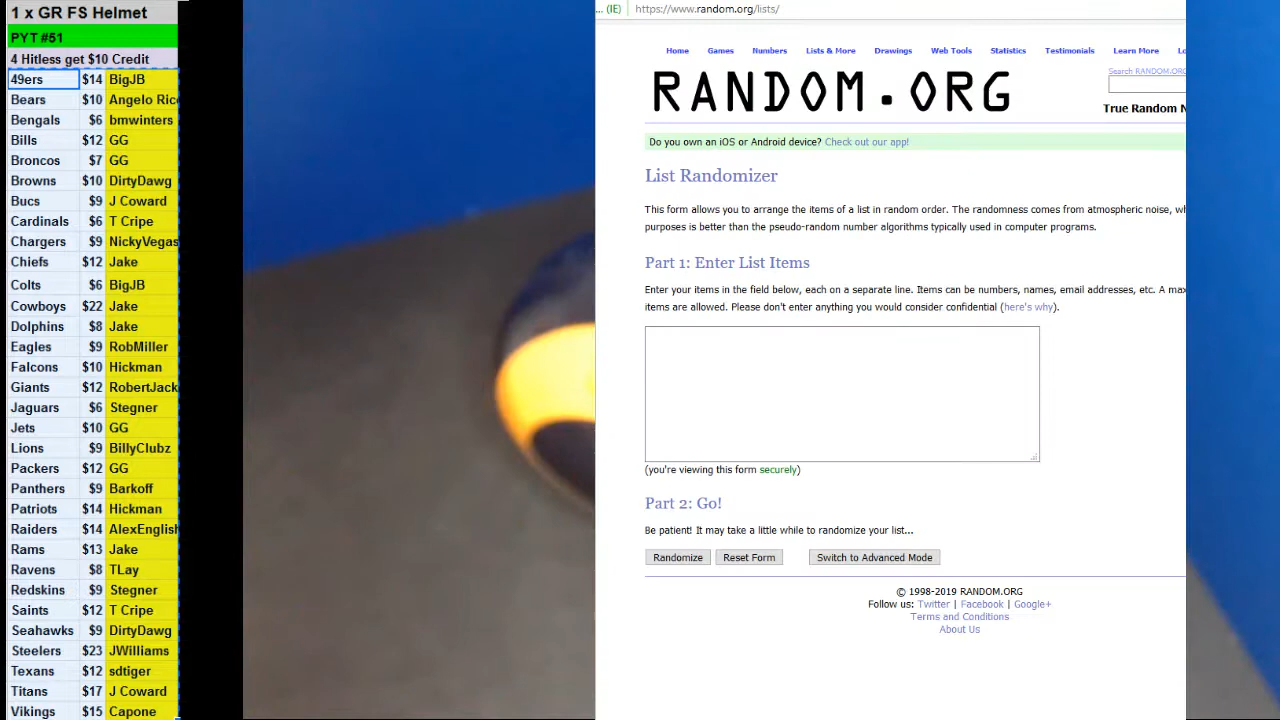 1 x GR FS Helmet
PYT #51
4 Hitless get $10 Credit
49ers $14 BigJB
Bears $10 Angelo Rico
Bengals $6 bmwinters
Bills $12 GG
Broncos $7 GG
Browns $10 DirtyDawg
Bucs $9 J Coward
Cardinals $6 T Cripe
Chargers $9 NickyVegas
Chiefs $12 Jake
Colts $6 BigJB
Cowboys $22 Jake
Dolphins $8 Jake
Eagles $9 RobMiller
Falcons $10 Hickman
Giants $12 RobertJack
Jaguars $6 Stegner
Jets $10 GG
Lions $9 BillyClubz
Packers $12 GG
Panthers $9 Barkoff
Patriots $14 Hickman
Raiders $14 AlexEnglish
Rams $13 Jake
Ravens $8 TLay
Redskins $9 Stegner
Saints $12 T Cripe
Seahawks $9 DirtyDawg
Steelers $23 JWilliams
Texans $12 sdtiger
Titans $17 J Coward
Vikings $15 Capone
... (IE) https://www.random.org/lists/
Home Games Numbers Lists & More Drawings Web Tools Statistics Testimonials Learn More Lo
Search RANDOM.ORG
RANDOM.ORG
True Random N
Do you own an iOS or Android device? Check out our app!
List Randomizer
This form allows you to arrange the items of a list in random order. The randomness comes from atmospheric noise, wh
purposes is better than the pseudo-random number algorithms typically used in computer programs.
Part 1: Enter List Items
Enter your items in the field below, each on a separate line. Items can be numbers, names, email addresses, etc. A max
items are allowed. Please don't enter anything you would consider confidential (here's why).
(you're viewing this form securely)
Part 2: Go!
Be patient! It may take a little while to randomize your list...
Randomize Reset Form Switch to Advanced Mode
© 1998-2019 RANDOM.ORG
Follow us: Twitter | Facebook | Google+
Terms and Conditions
About Us